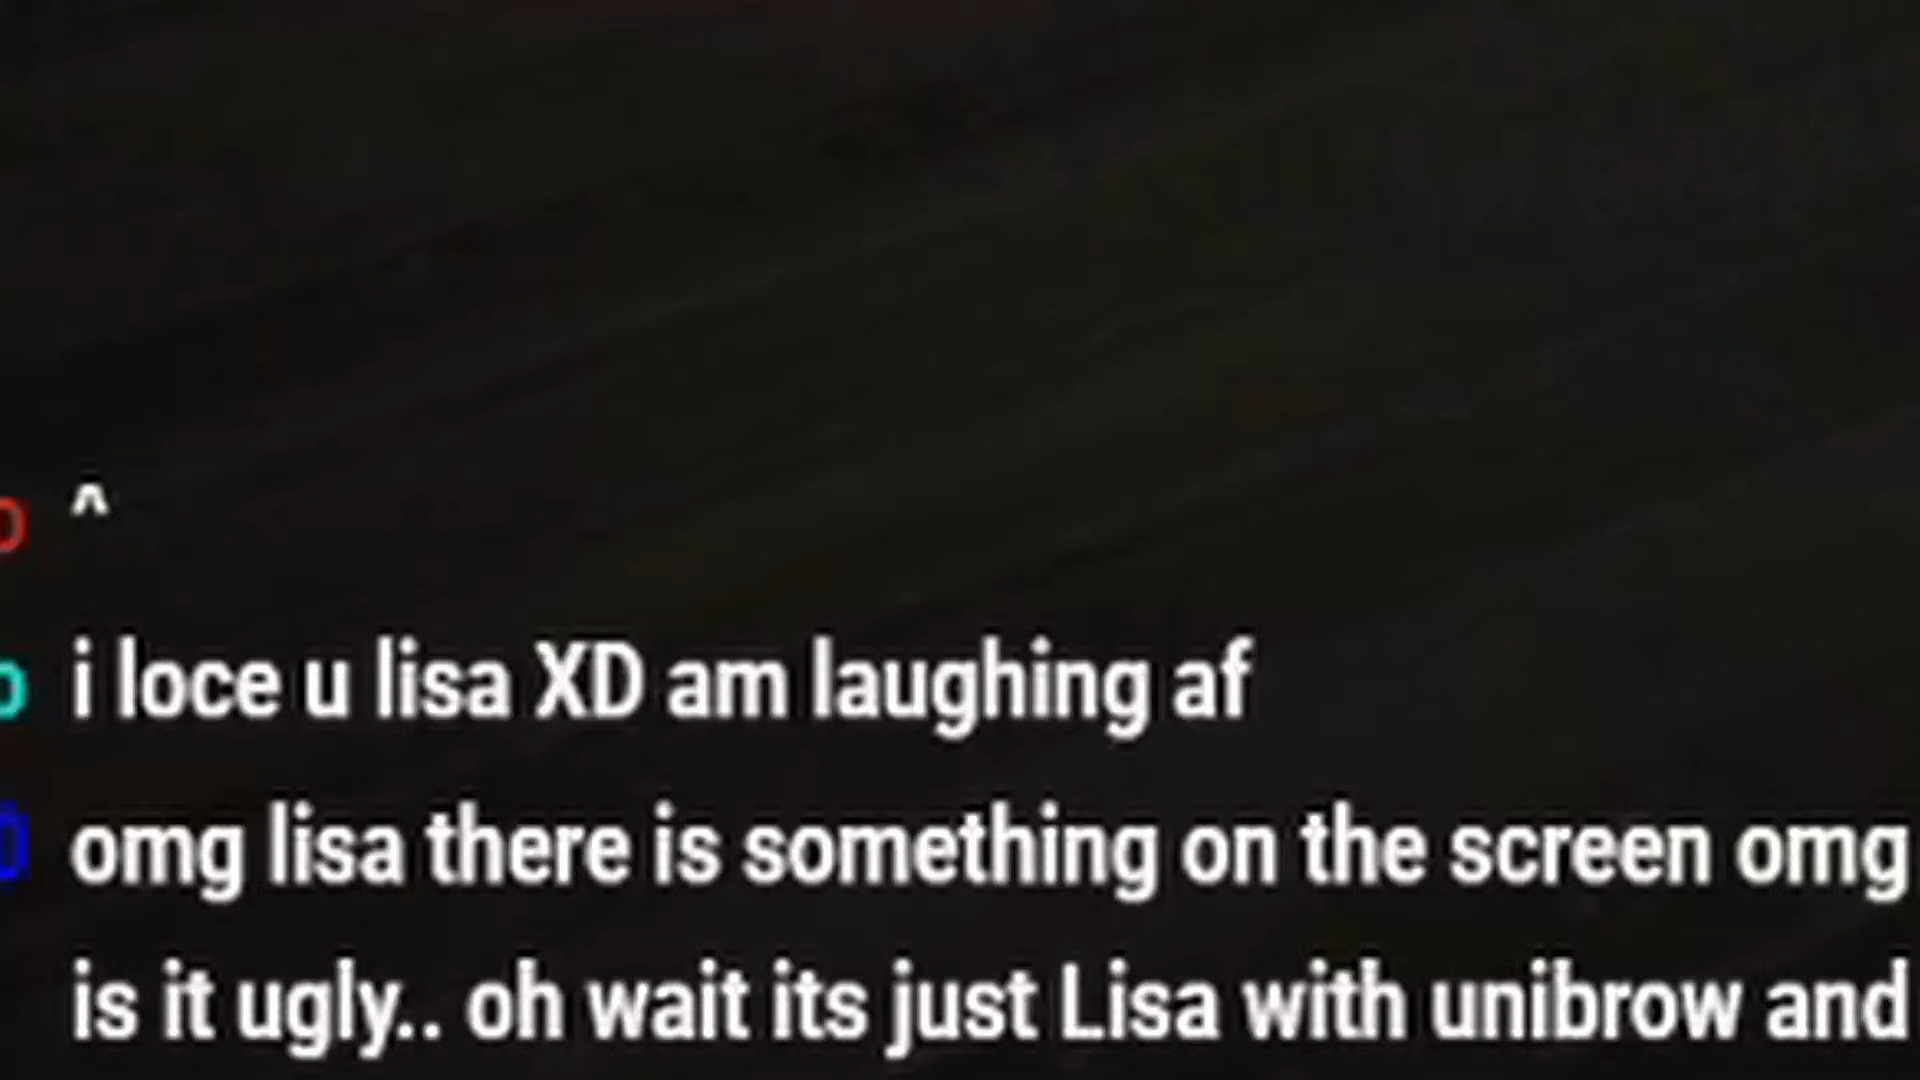 ^
i loce u lisa XD am laughing af
omg lisa there is something on the screen omg
is it ugly.. oh wait its just Lisa with unibrow and